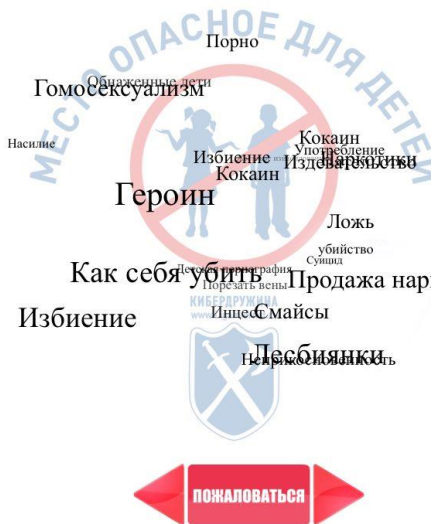 МЕСТО ОПАСНОЕ ДЛЯ ДЕТЕЙ
Порно
Обнаженные дети
Гомосексуализм
Насилие
Кокаин
Употребление
Избиение
Издевательство
Наркотики
Кокаин
Героин
Ложь
убийство
Суицид
Детская порнография
Как себя убить
Порезать вены
Продажа нар
КИБЕРДРУЖИНА
Инцест
Смайсы
Избиение
Лесбиянки
Неприкосновенность
ПОЖАЛОВАТЬСЯ